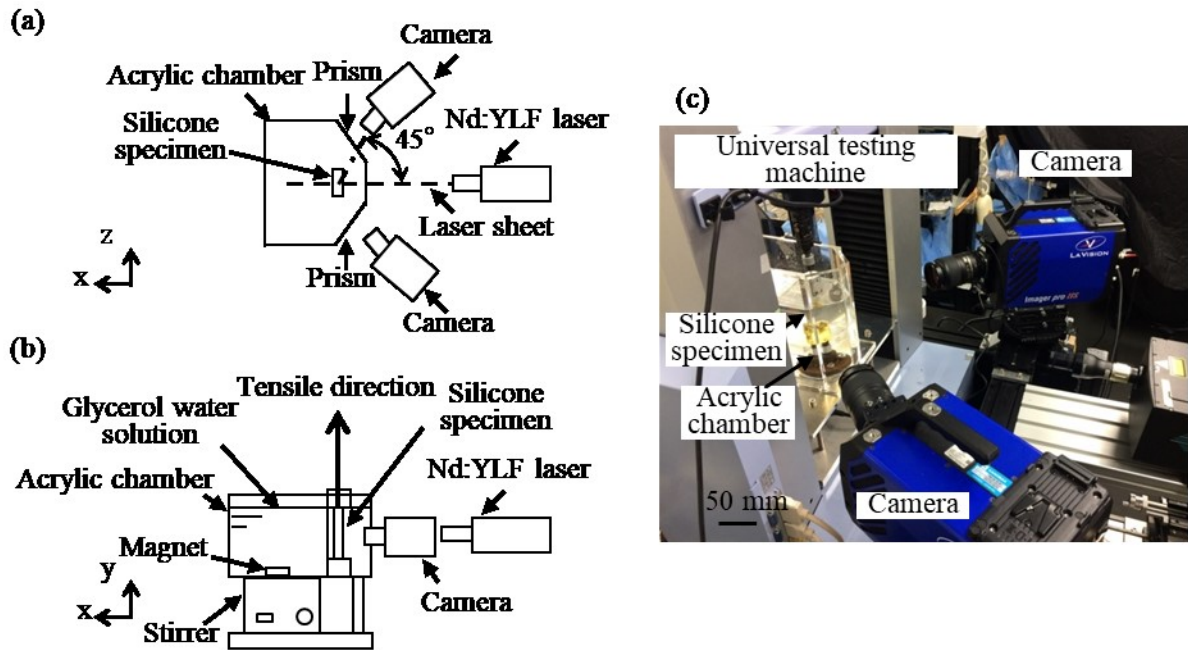 (a)
Camera
Acrylic chamber
Prism
Silicone
specimen
45°
Nd:YLF laser
Laser sheet
z
x
Prism
Camera
(b)
Tensile direction
Silicone
specimen
Glycerol water
solution
Nd:YLF laser
Acrylic chamber
Magnet
y
x
Camera
Stirrer
(c)
Universal testing
machine
Camera
LAVISION
Imager pro HS
Silicone
specimen
Acrylic
chamber
Camera
50 mm